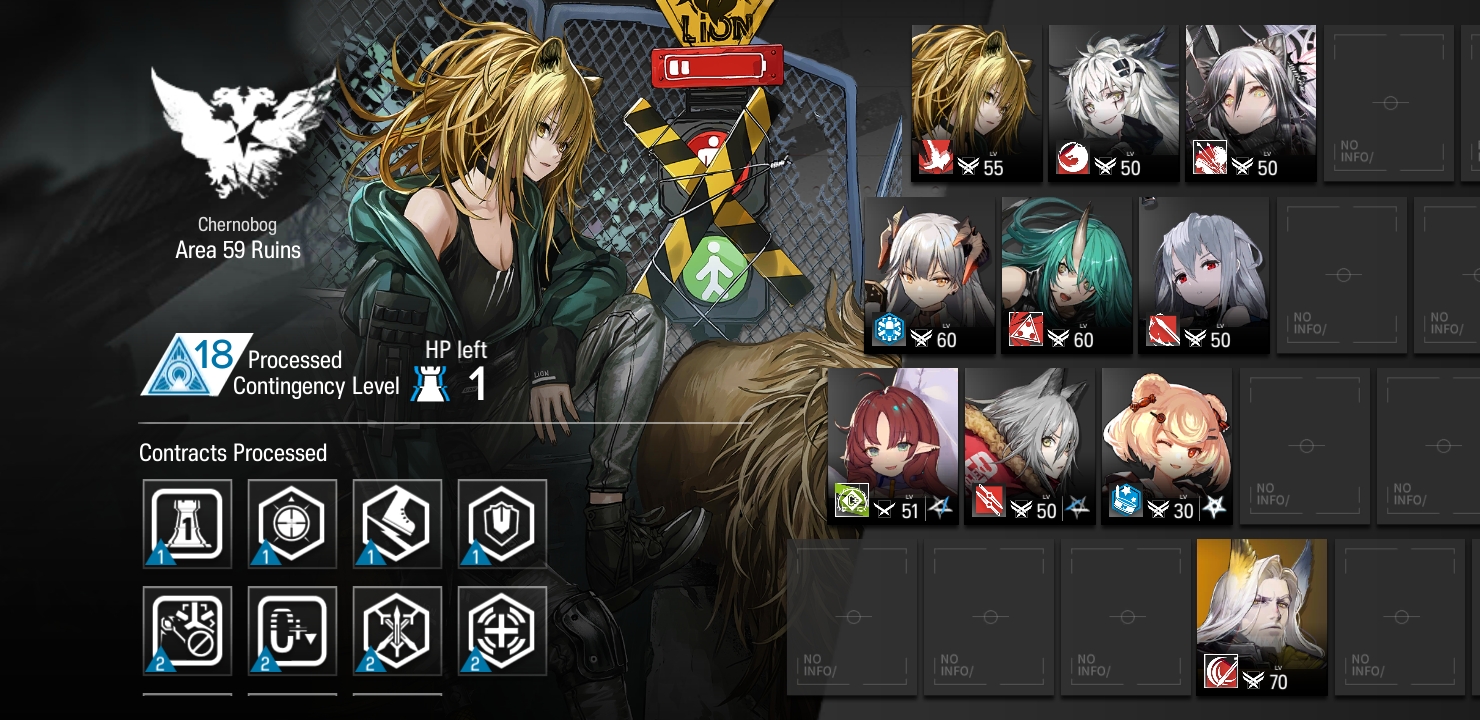 LiON
Chernobog
Area 59 Ruins
18
Processed
Contingency Level
HP left
1
LiON
Contracts Processed
1
1
1
1
1
2
2
2
2
LV
55
LV
50
LV
50
NO
INFO/
LV
60
LV
60
LV
50
NO
INFO/
NO
INFO/
LV
51
LV
50
LV
30
NO
INFO/
NO
INFO/
NO
INFO/
NO
INFO/
NO
INFO/
LV
70
NO
INFO/